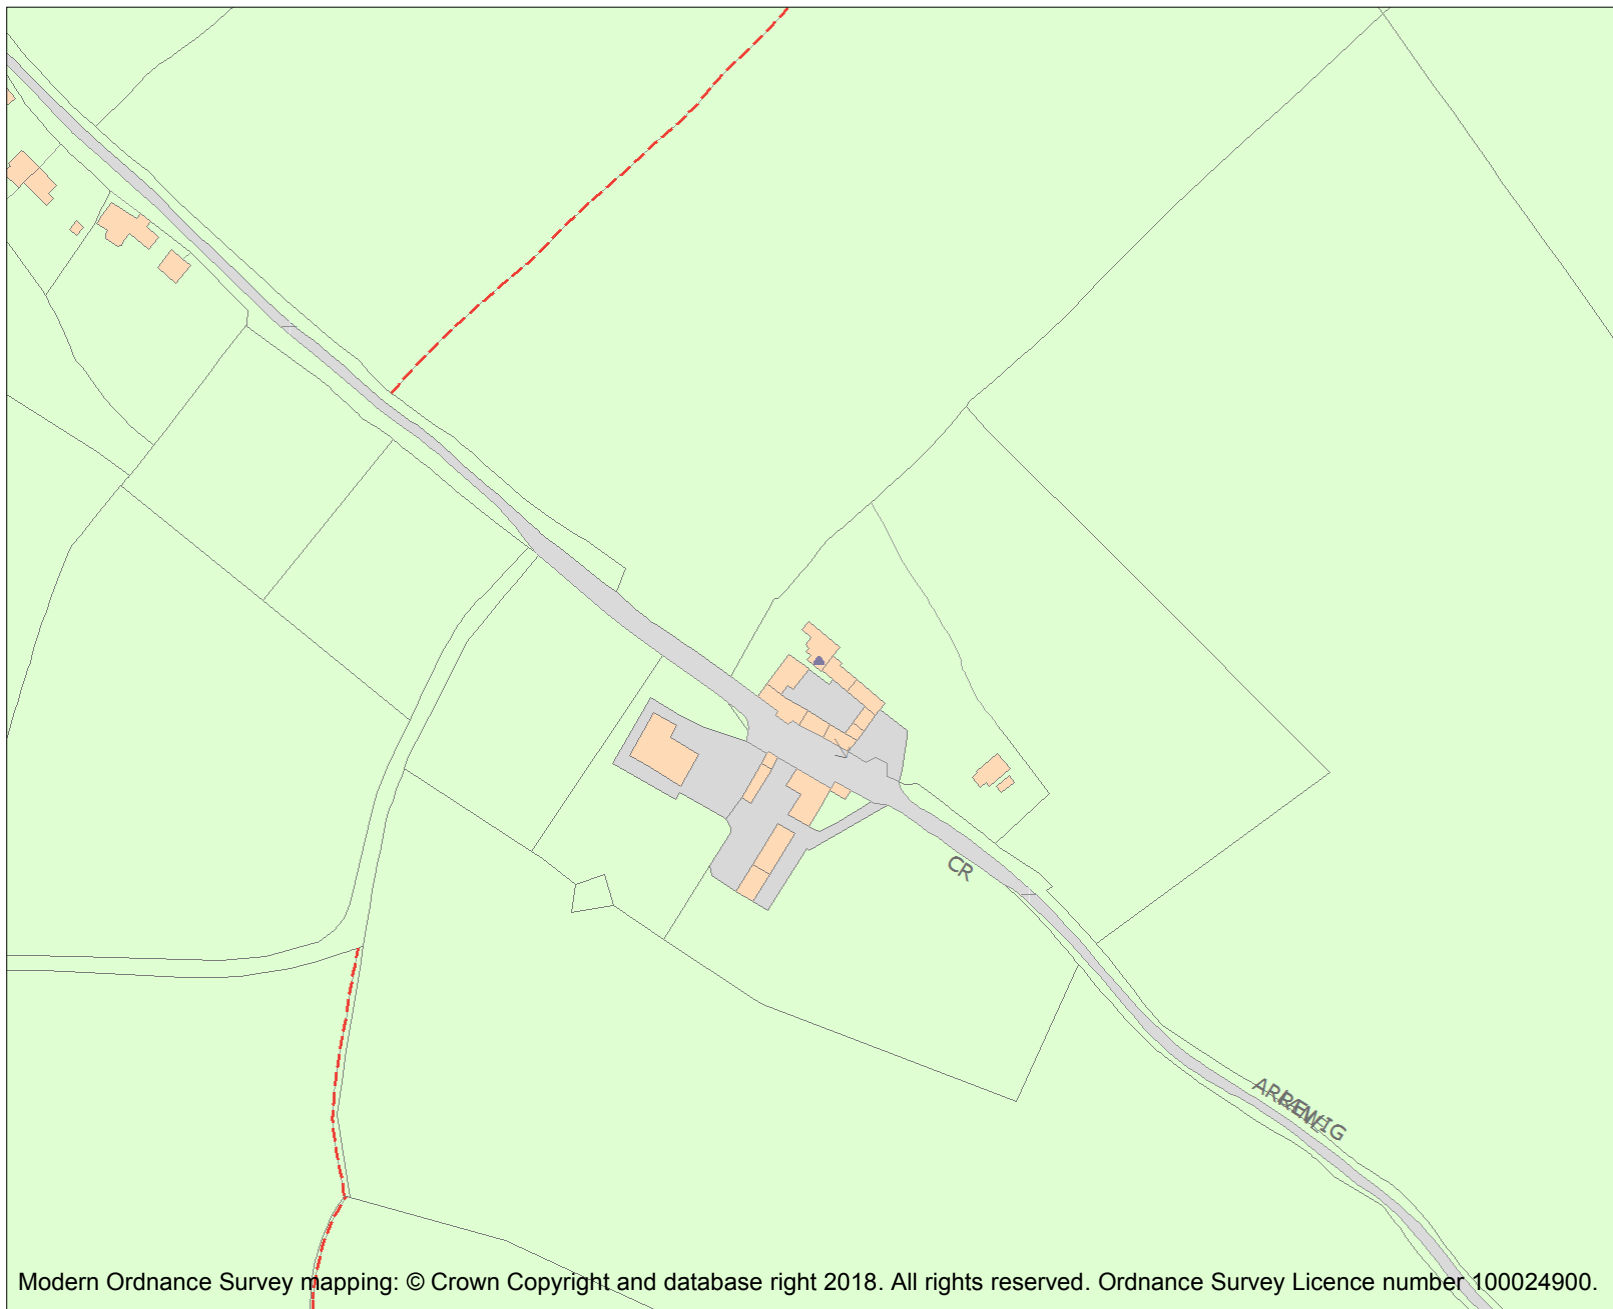 CR
ARREWIG
Modern Ordnance Survey mapping: © Crown Copyright and database right 2018. All rights reserved. Ordnance Survey Licence number 100024900.